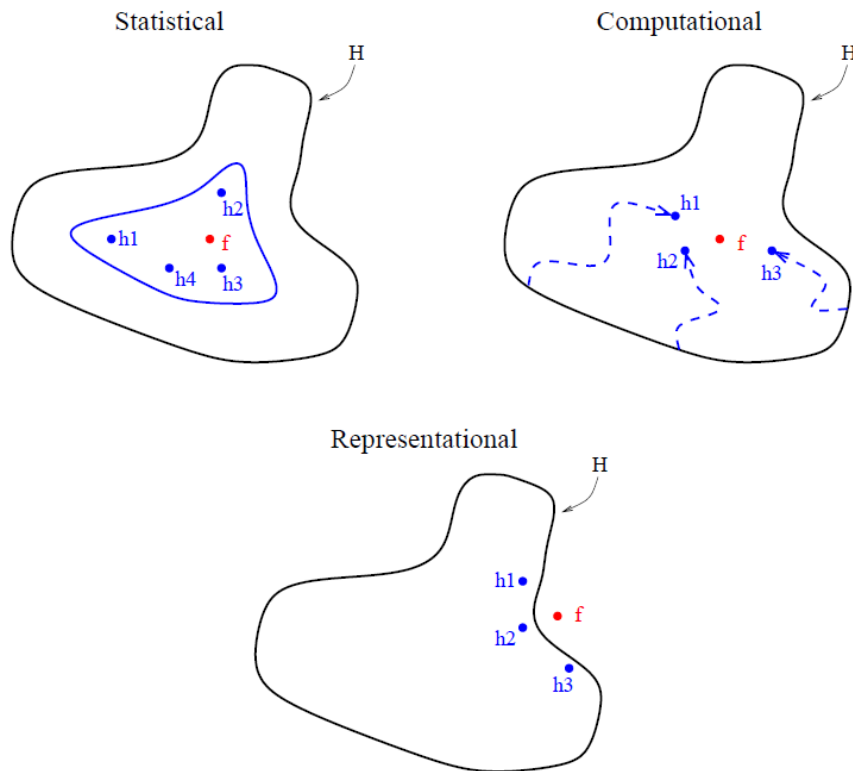 Statistical
H
h2
h1
f
h4
h3
Computational
H
h1
f
h2
h3
Representational
H
h1
f
h2
h3